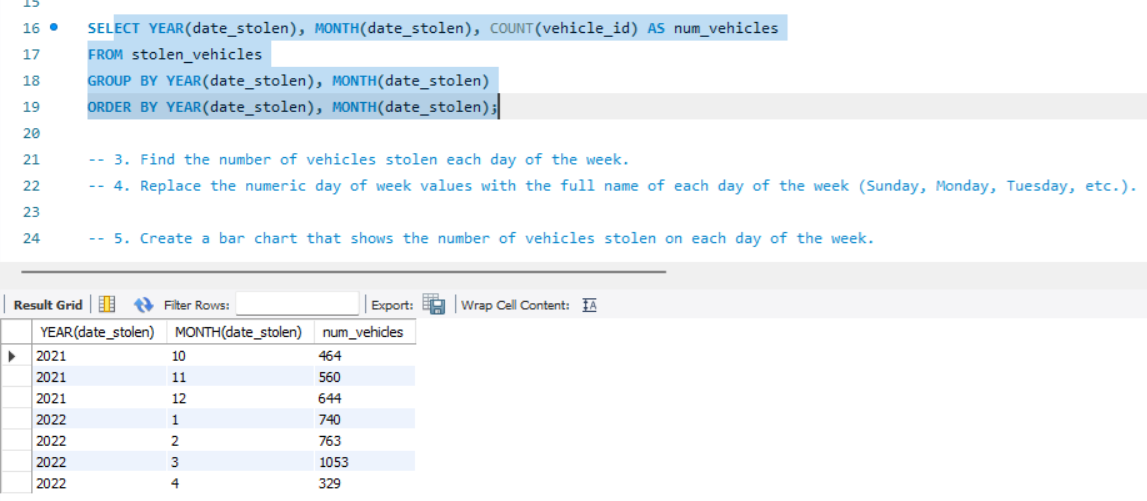 15
16 SELECT YEAR(date_stolen), MONTH(date_stolen), COUNT(vehicle_id) AS num_vehicles
17 FROM stolen_vehicles
18 GROUP BY YEAR(date_stolen), MONTH(date_stolen)
19 ORDER BY YEAR(date_stolen), MONTH(date_stolen);
20
21 -- 3. Find the number of vehicles stolen each day of the week.
22 -- 4. Replace the numeric day of week values with the full name of each day of the week (Sunday, Monday, Tuesday, etc.).
23
24 -- 5. Create a bar chart that shows the number of vehicles stolen on each day of the week.
Result Grid Filter Rows: Export: Wrap Cell Content: IA
YEAR(date_stolen) MONTH(date_stolen) num_vehicles
2021 10 464
2021 11 560
2021 12 644
2022 1 740
2022 2 763
2022 3 1053
2022 4 329